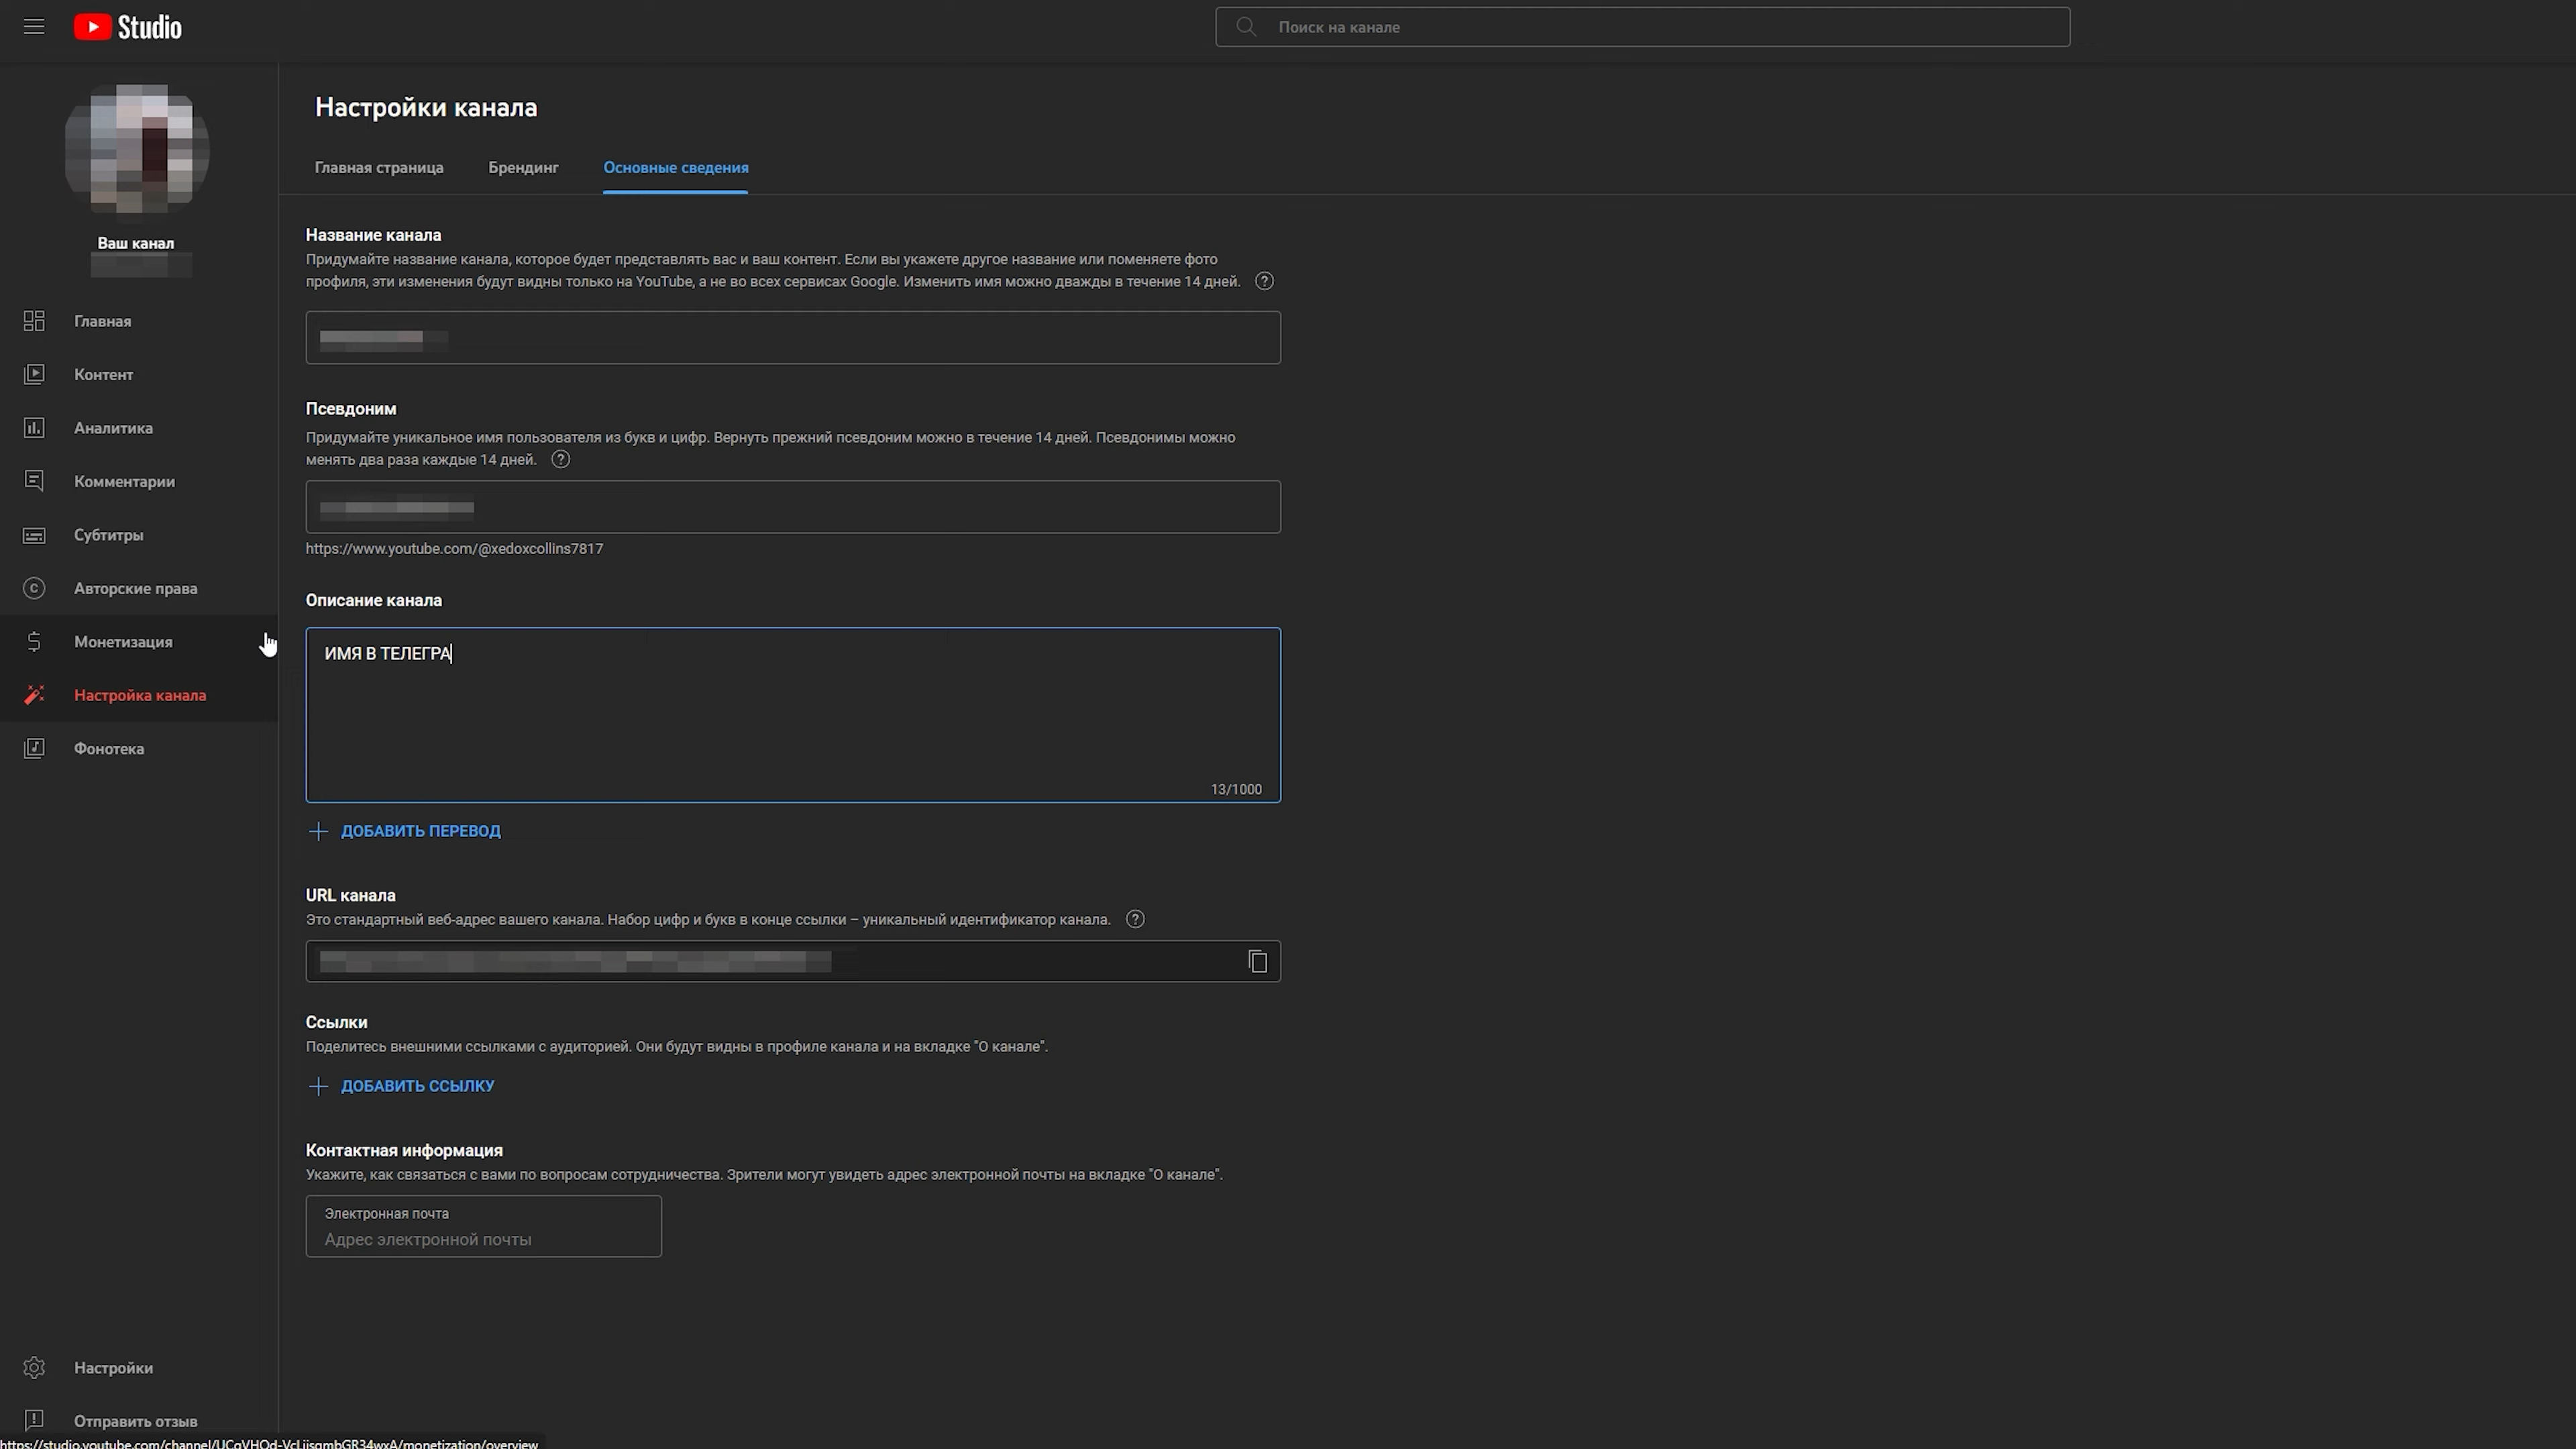 Studio
Поиск на канале
Ваш канал
Главная
Контент
Аналитика
Комментарии
Субтитры
Авторские права
Монетизация
Настройка канала
Фонотека
Настройки
Отправить отзыв
Настройки канала
Главная страница
Брендинг
Основные сведения
Название канала
Придумайте название канала, которое будет представлять вас и ваш контент. Если вы укажете другое название или поменяете фото
профиля, эти изменения будут видны только на YouTube, а не во всех сервисах Google. Изменить имя можно дважды в течение 14 дней.
Псевдоним
Придумайте уникальное имя пользователя из букв и цифр. Вернуть прежний псевдоним можно в течение 14 дней. Псевдонимы можно
менять два раза каждые 14 дней.
https://www.youtube.com/@xedoxcollins7817
Описание канала
ИМЯ В ТЕЛЕГРА
13/1000
ДОБАВИТЬ ПЕРЕВОД
URL канала
Это стандартный веб-адрес вашего канала. Набор цифр и букв в конце ссылки – уникальный идентификатор канала.
Ссылки
Поделитесь внешними ссылками с аудиторией. Они будут видны в профиле канала и на вкладке "О канале".
ДОБАВИТЬ ССЫЛКУ
Контактная информация
Укажите, как связаться с вами по вопросам сотрудничества. Зрители могут увидеть адрес электронной почты на вкладке "О канале".
Электронная почта
Адрес электронной почты